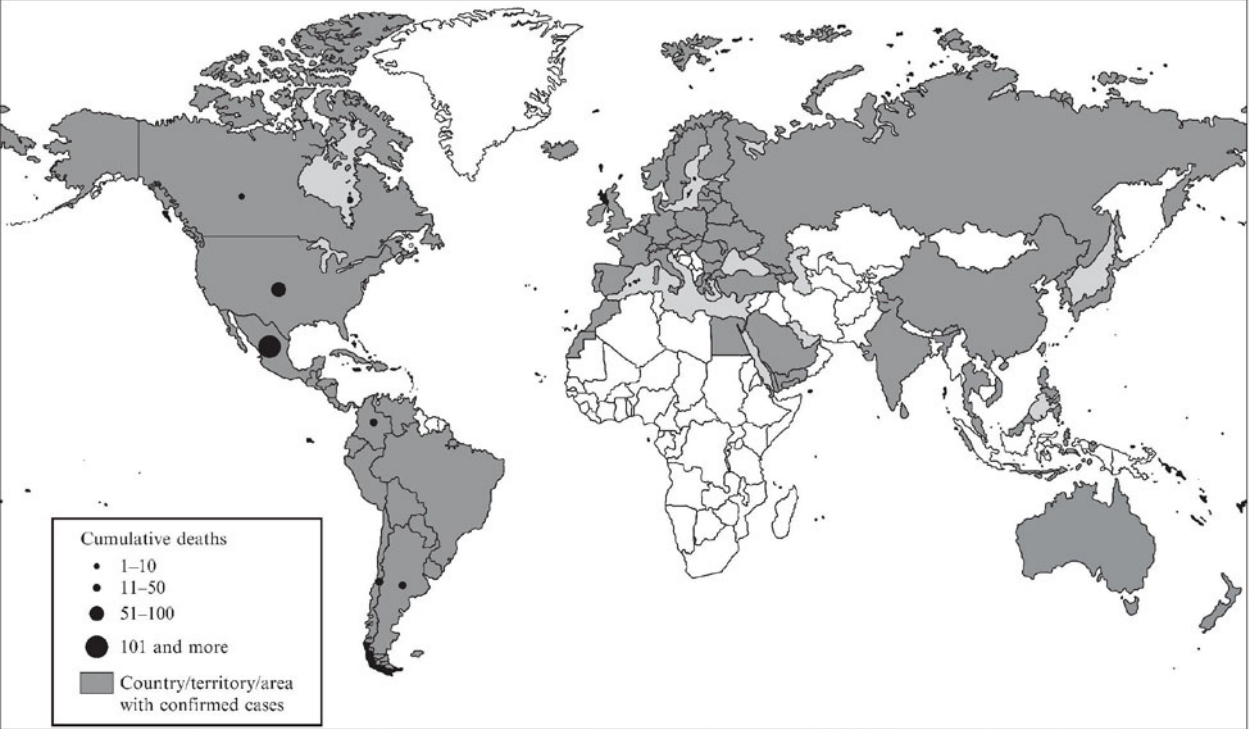 Cumulative deaths
1–10
11–50
51–100
101 and more
Country/territory/area
with confirmed cases